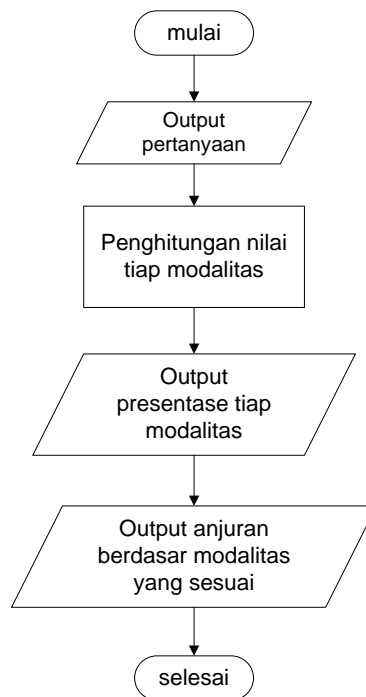 mulai
Output
pertanyaan
Penghitungan nilai
tiap modalitas
Output
presentase tiap
modalitas
Output anjuran
berdasar modalitas
yang sesuai
selesai